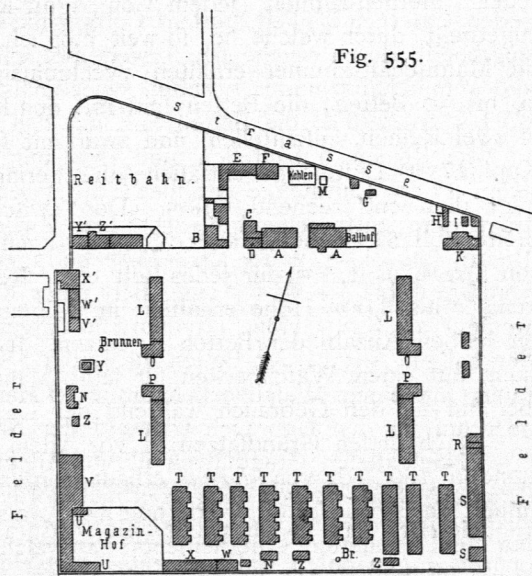 Fig. 555.
Strasse
E F Kohlen M G
Reitbahn.
H i
C
Y' Z' B D A A Ballhof K
X'
W' L L
V'
Brunnen
Y O O
P P
N
Z L L
R
Felder Felder
T T T T T T T T T T
V S
U
Magazin-
Hof
Br. S
U X W N Z Z